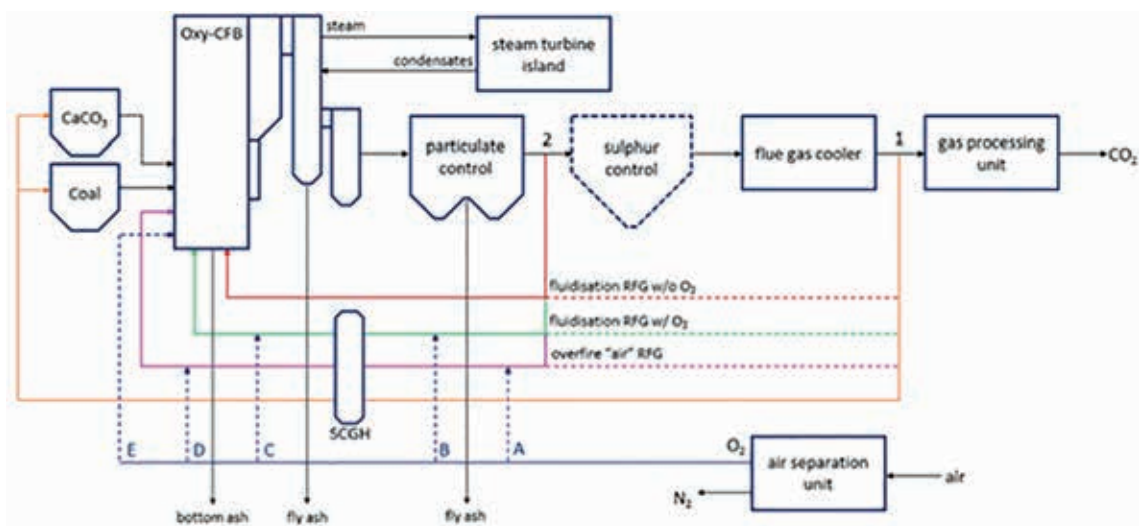 Oxy-CFB
steam
condensates
steam turbine
island
CaCO₃
Coal
particulate
control
2
sulphur
control
flue gas cooler
1
gas processing
unit
CO₂
fluidisation RFG w/o O₂
fluidisation RFG w/ O₂
overfire "air" RFG
SCGH
E
D
C
B
A
O₂
air separation
unit
air
N₂
bottom ash
fly ash
fly ash